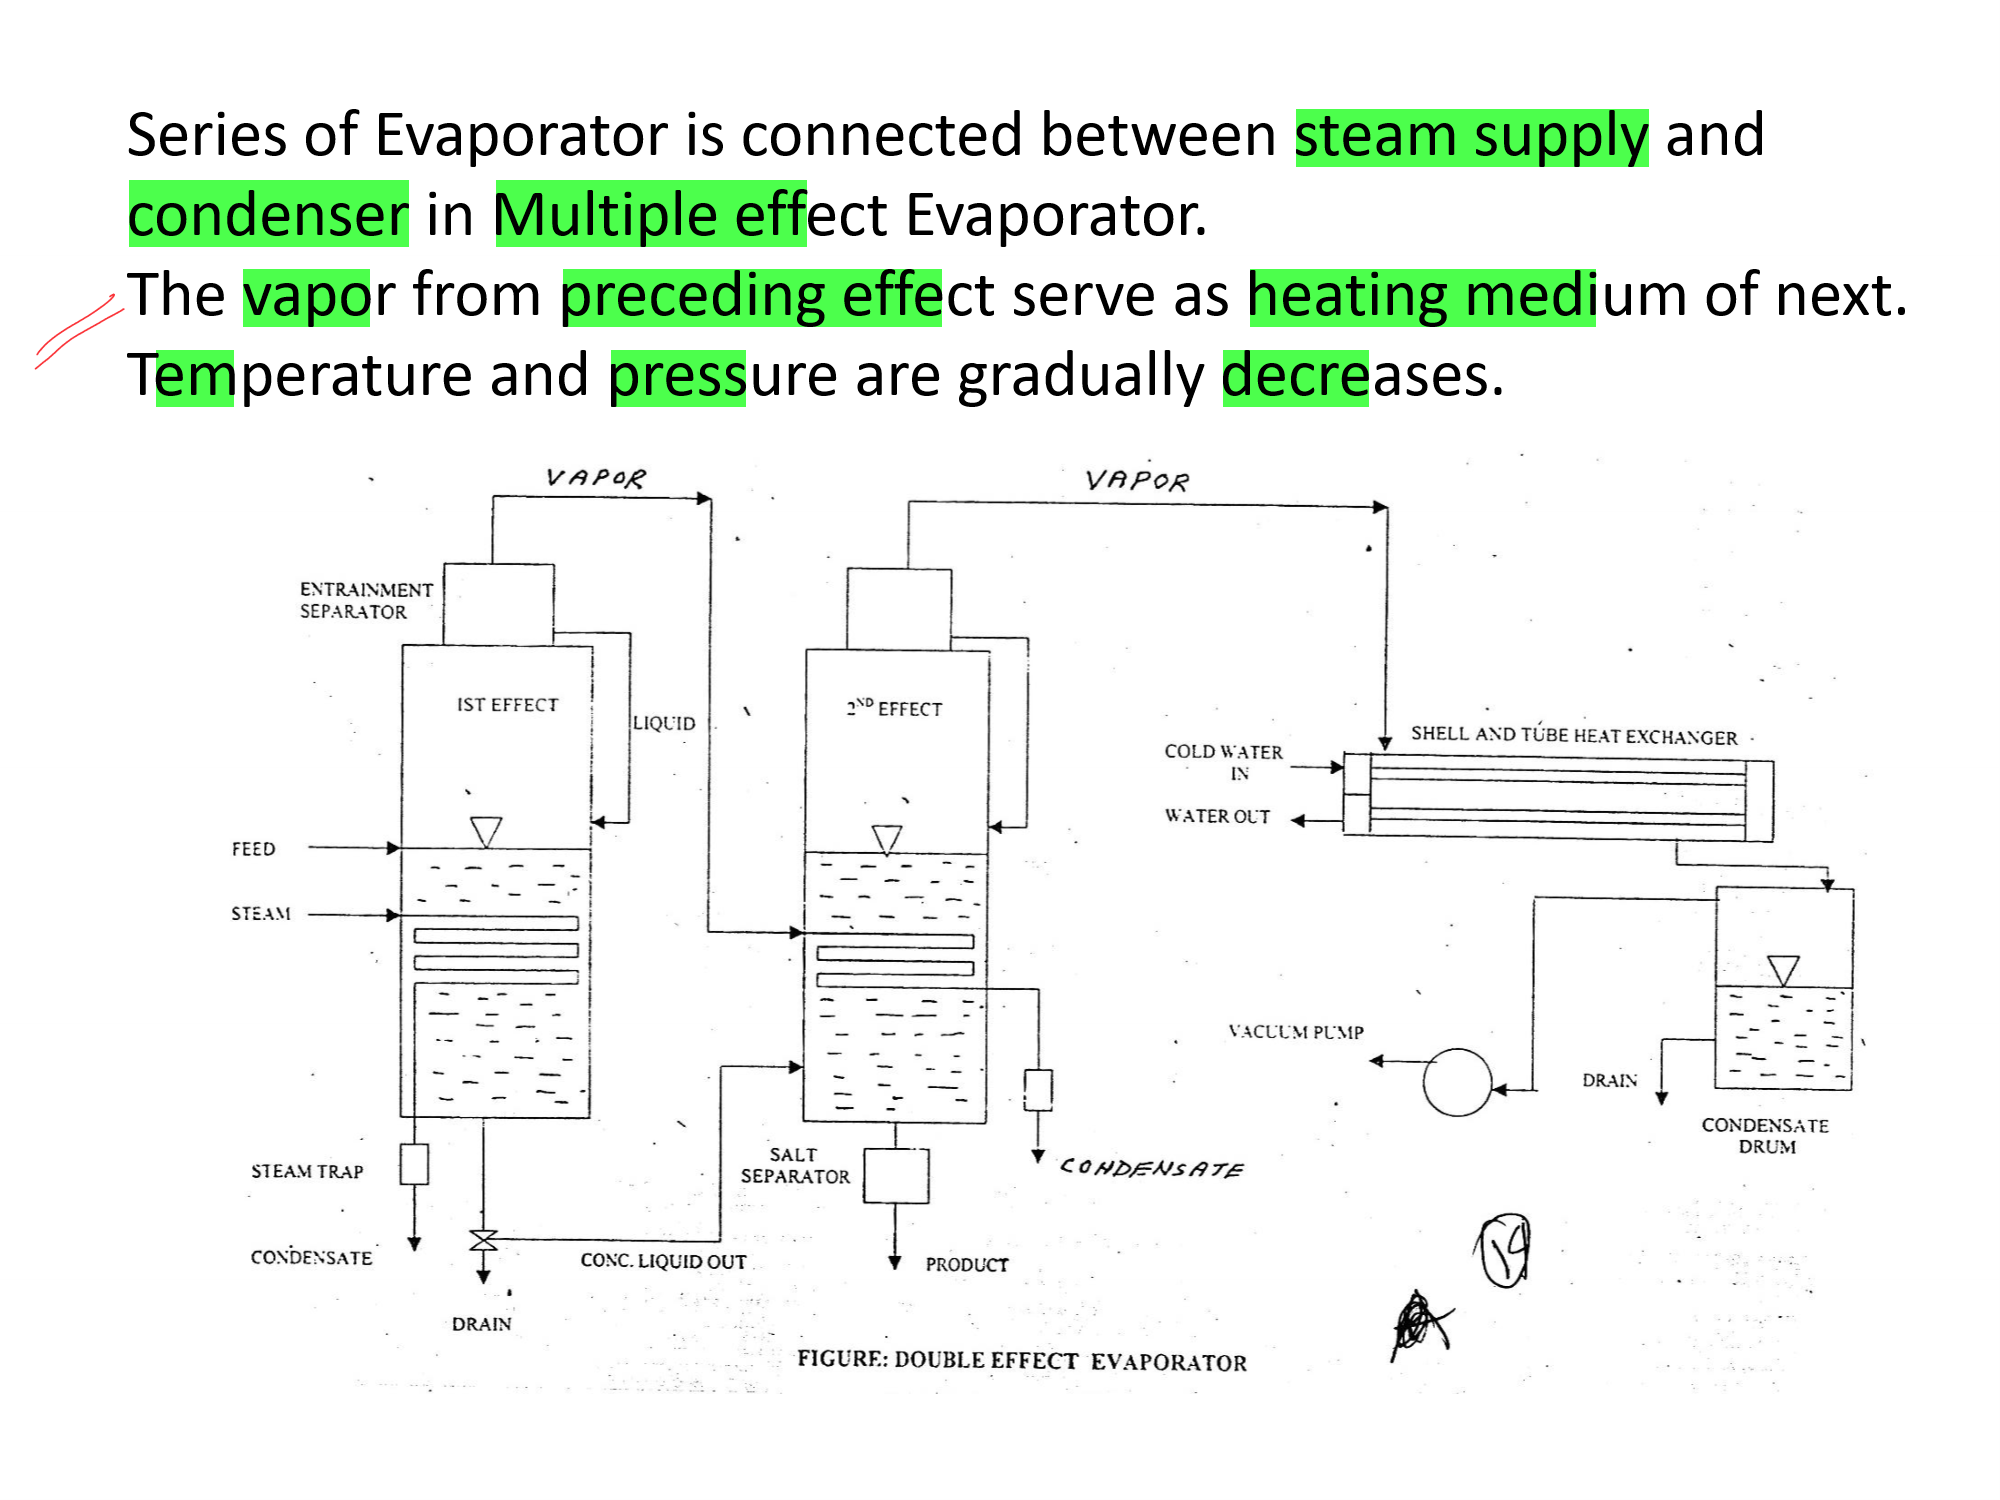 Series of Evaporator is connected between steam supply and
condenser in Multiple effect Evaporator.
The vapor from preceding effect serve as heating medium of next.
Temperature and pressure are gradually decreases.
VAPOR
VAPOR
ENTRAINMENT
SEPARATOR
1ST EFFECT
2ND EFFECT
LIQUID
SHELL AND TUBE HEAT EXCHANGER
COLD WATER
IN
WATER OUT
FEED
STEAM
VACUUM PUMP
DRAIN
CONDENSATE
DRUM
STEAM TRAP
SALT
SEPARATOR
CONDENSATE
CONDENSATE
CONC. LIQUID OUT
PRODUCT
DRAIN
14
FIGURE: DOUBLE EFFECT EVAPORATOR